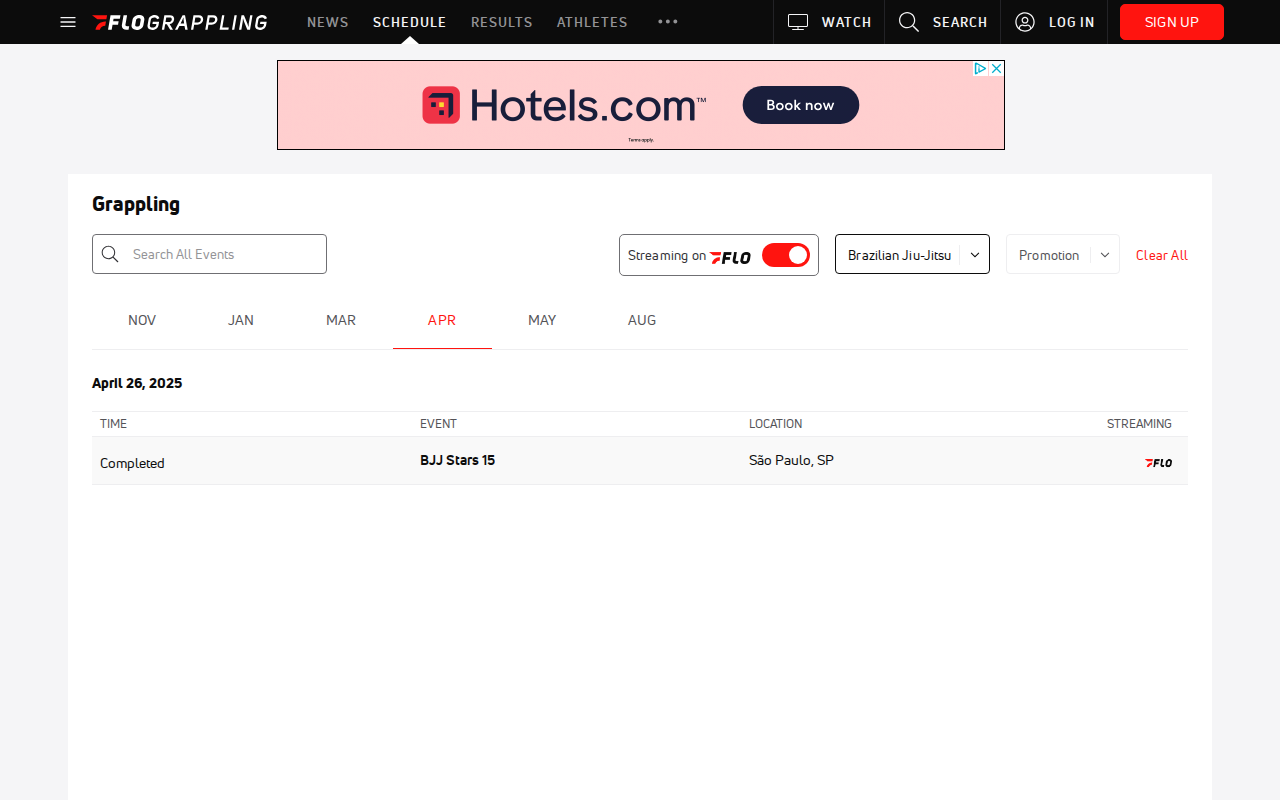 FLOGRAPPLING NEWS SCHEDULE RESULTS ATHLETES WATCH SEARCH LOG IN SIGN UP
Hotels.com™ Book now
Terms apply.
Grappling
Search All Events Streaming on FLO Brazilian Jiu-Jitsu Promotion Clear All
NOV JAN MAR APR MAY AUG
April 26, 2025
TIME EVENT LOCATION STREAMING
Completed BJJ Stars 15 São Paulo, SP FLO